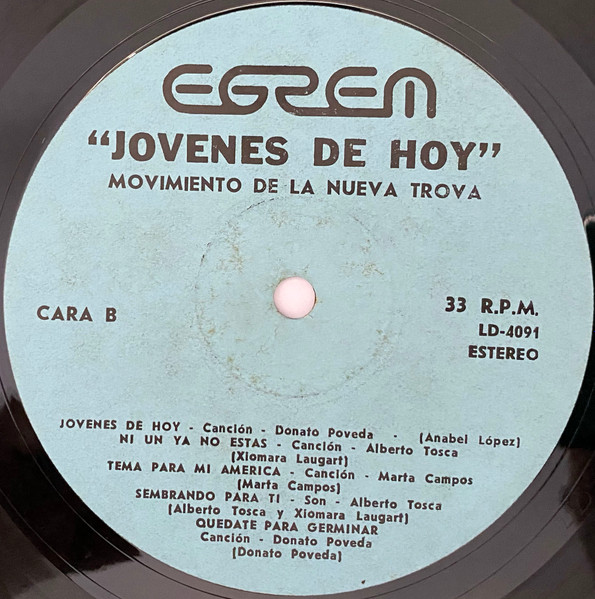 EGREM
"JOVENES DE HOY"
MOVIMIENTO DE LA NUEVA TROVA
CARA B
33 R.P.M.
LD-4091
ESTEREO
JOVENES DE HOY - Canción - Donato Poveda - (Anabel López)
NI UN YA NO ESTAS - Canción - Alberto Tosca
(Xiomara Laugart)
TEMA PARA MI AMERICA - Canción - Marta Campos
(Marta Campos)
SEMBRANDO PARA TI - Son - Alberto Tosca
(Alberto Tosca y Xiomara Laugart)
QUEDATE PARA GERMINAR
Canción - Donato Poveda
(Donato Poveda)